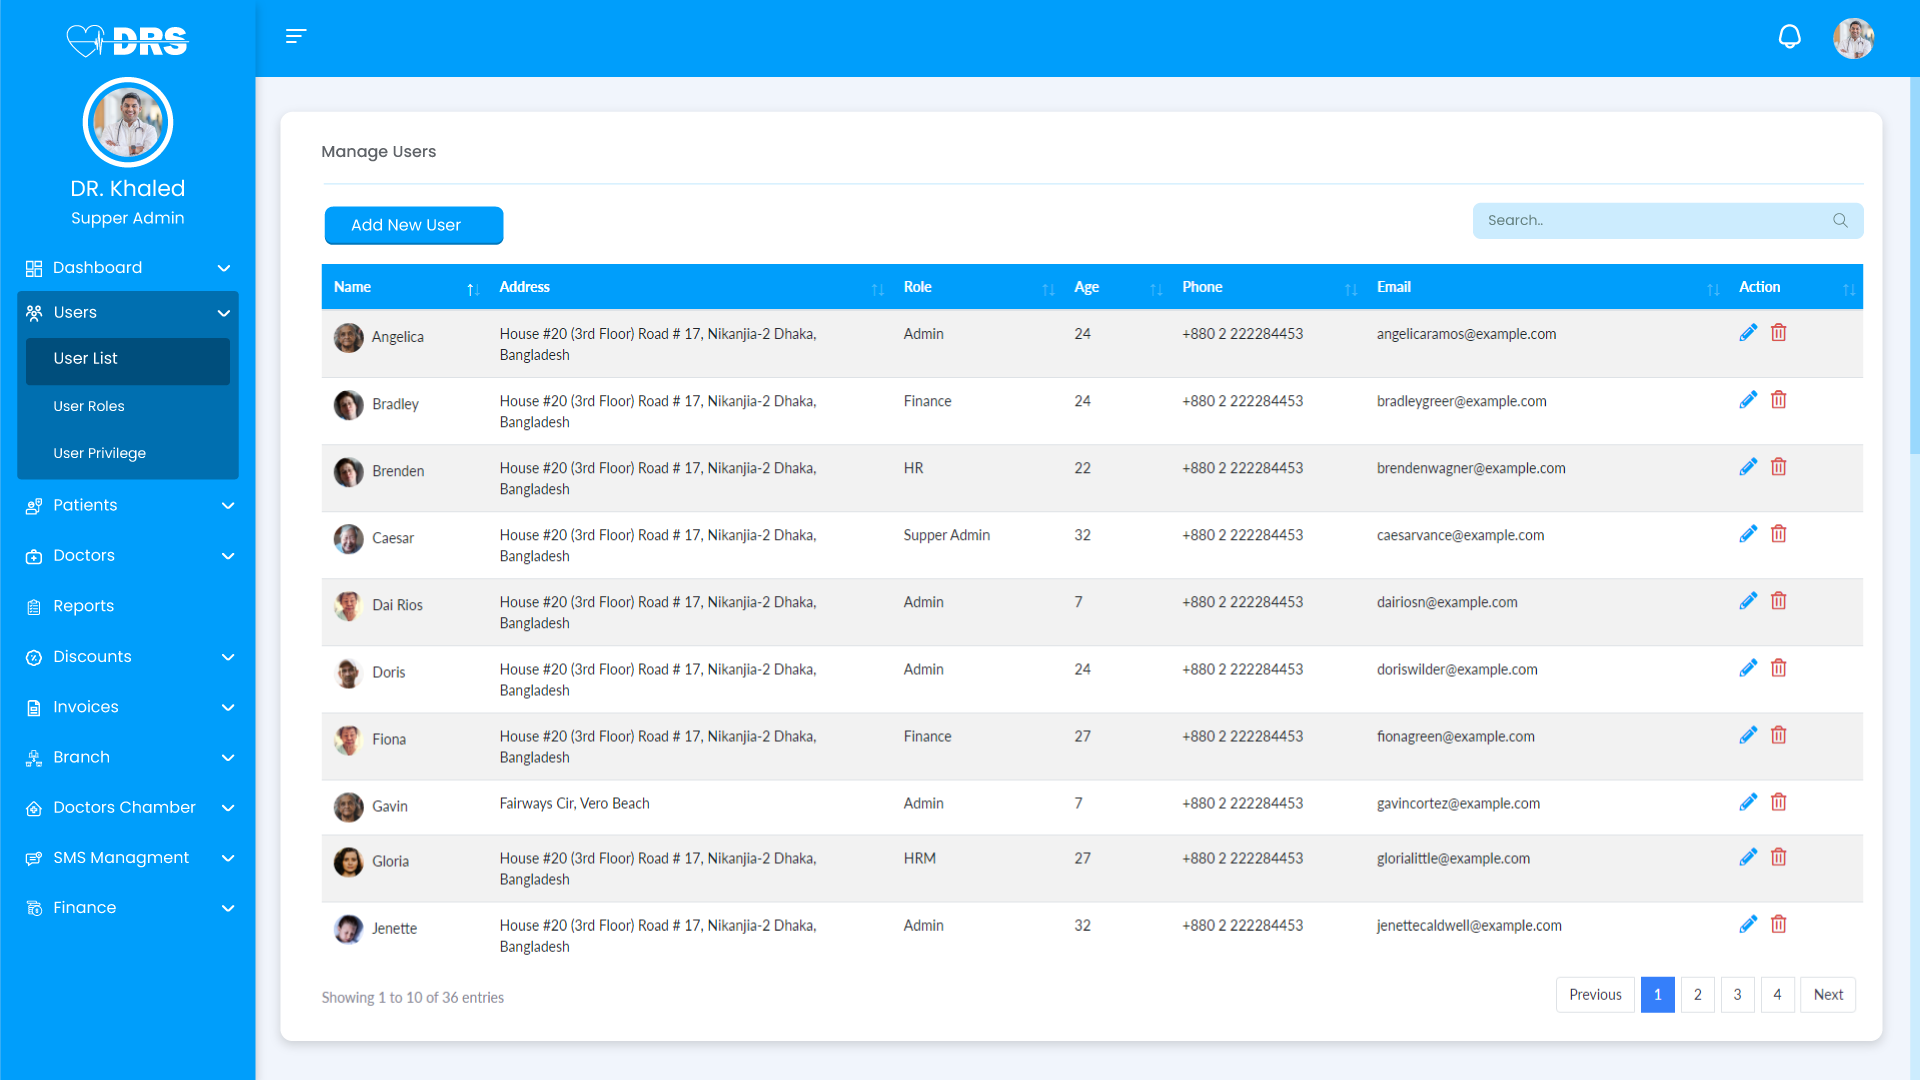 DRS
DR. Khaled
Supper Admin
Dashboard
Users
User List
User Roles
User Privilege
Patients
Doctors
Reports
Discounts
Invoices
Branch
Doctors Chamber
SMS Managment
Finance
Manage Users
Add New User
Search..
Name Address Role Age Phone Email Action
Angelica House #20 (3rd Floor) Road # 17, Nikanjia-2 Dhaka, Admin 24 +880 2 222284453 angelicaramos@example.com
Bangladesh
Bradley House #20 (3rd Floor) Road # 17, Nikanjia-2 Dhaka, Finance 24 +880 2 222284453 bradleygreer@example.com
Bangladesh
Brenden House #20 (3rd Floor) Road # 17, Nikanjia-2 Dhaka, HR 22 +880 2 222284453 brendenwagner@example.com
Bangladesh
Caesar House #20 (3rd Floor) Road # 17, Nikanjia-2 Dhaka, Supper Admin 32 +880 2 222284453 caesarvance@example.com
Bangladesh
Dai Rios House #20 (3rd Floor) Road # 17, Nikanjia-2 Dhaka, Admin 7 +880 2 222284453 dairiosn@example.com
Bangladesh
Doris House #20 (3rd Floor) Road # 17, Nikanjia-2 Dhaka, Admin 24 +880 2 222284453 doriswilder@example.com
Bangladesh
Fiona House #20 (3rd Floor) Road # 17, Nikanjia-2 Dhaka, Finance 27 +880 2 222284453 fionagreen@example.com
Bangladesh
Gavin Fairways Cir, Vero Beach Admin 7 +880 2 222284453 gavincortez@example.com
Gloria House #20 (3rd Floor) Road # 17, Nikanjia-2 Dhaka, HRM 27 +880 2 222284453 glorialittle@example.com
Bangladesh
Jenette House #20 (3rd Floor) Road # 17, Nikanjia-2 Dhaka, Admin 32 +880 2 222284453 jenettecaldwell@example.com
Bangladesh
Showing 1 to 10 of 36 entries
Previous 1 2 3 4 Next